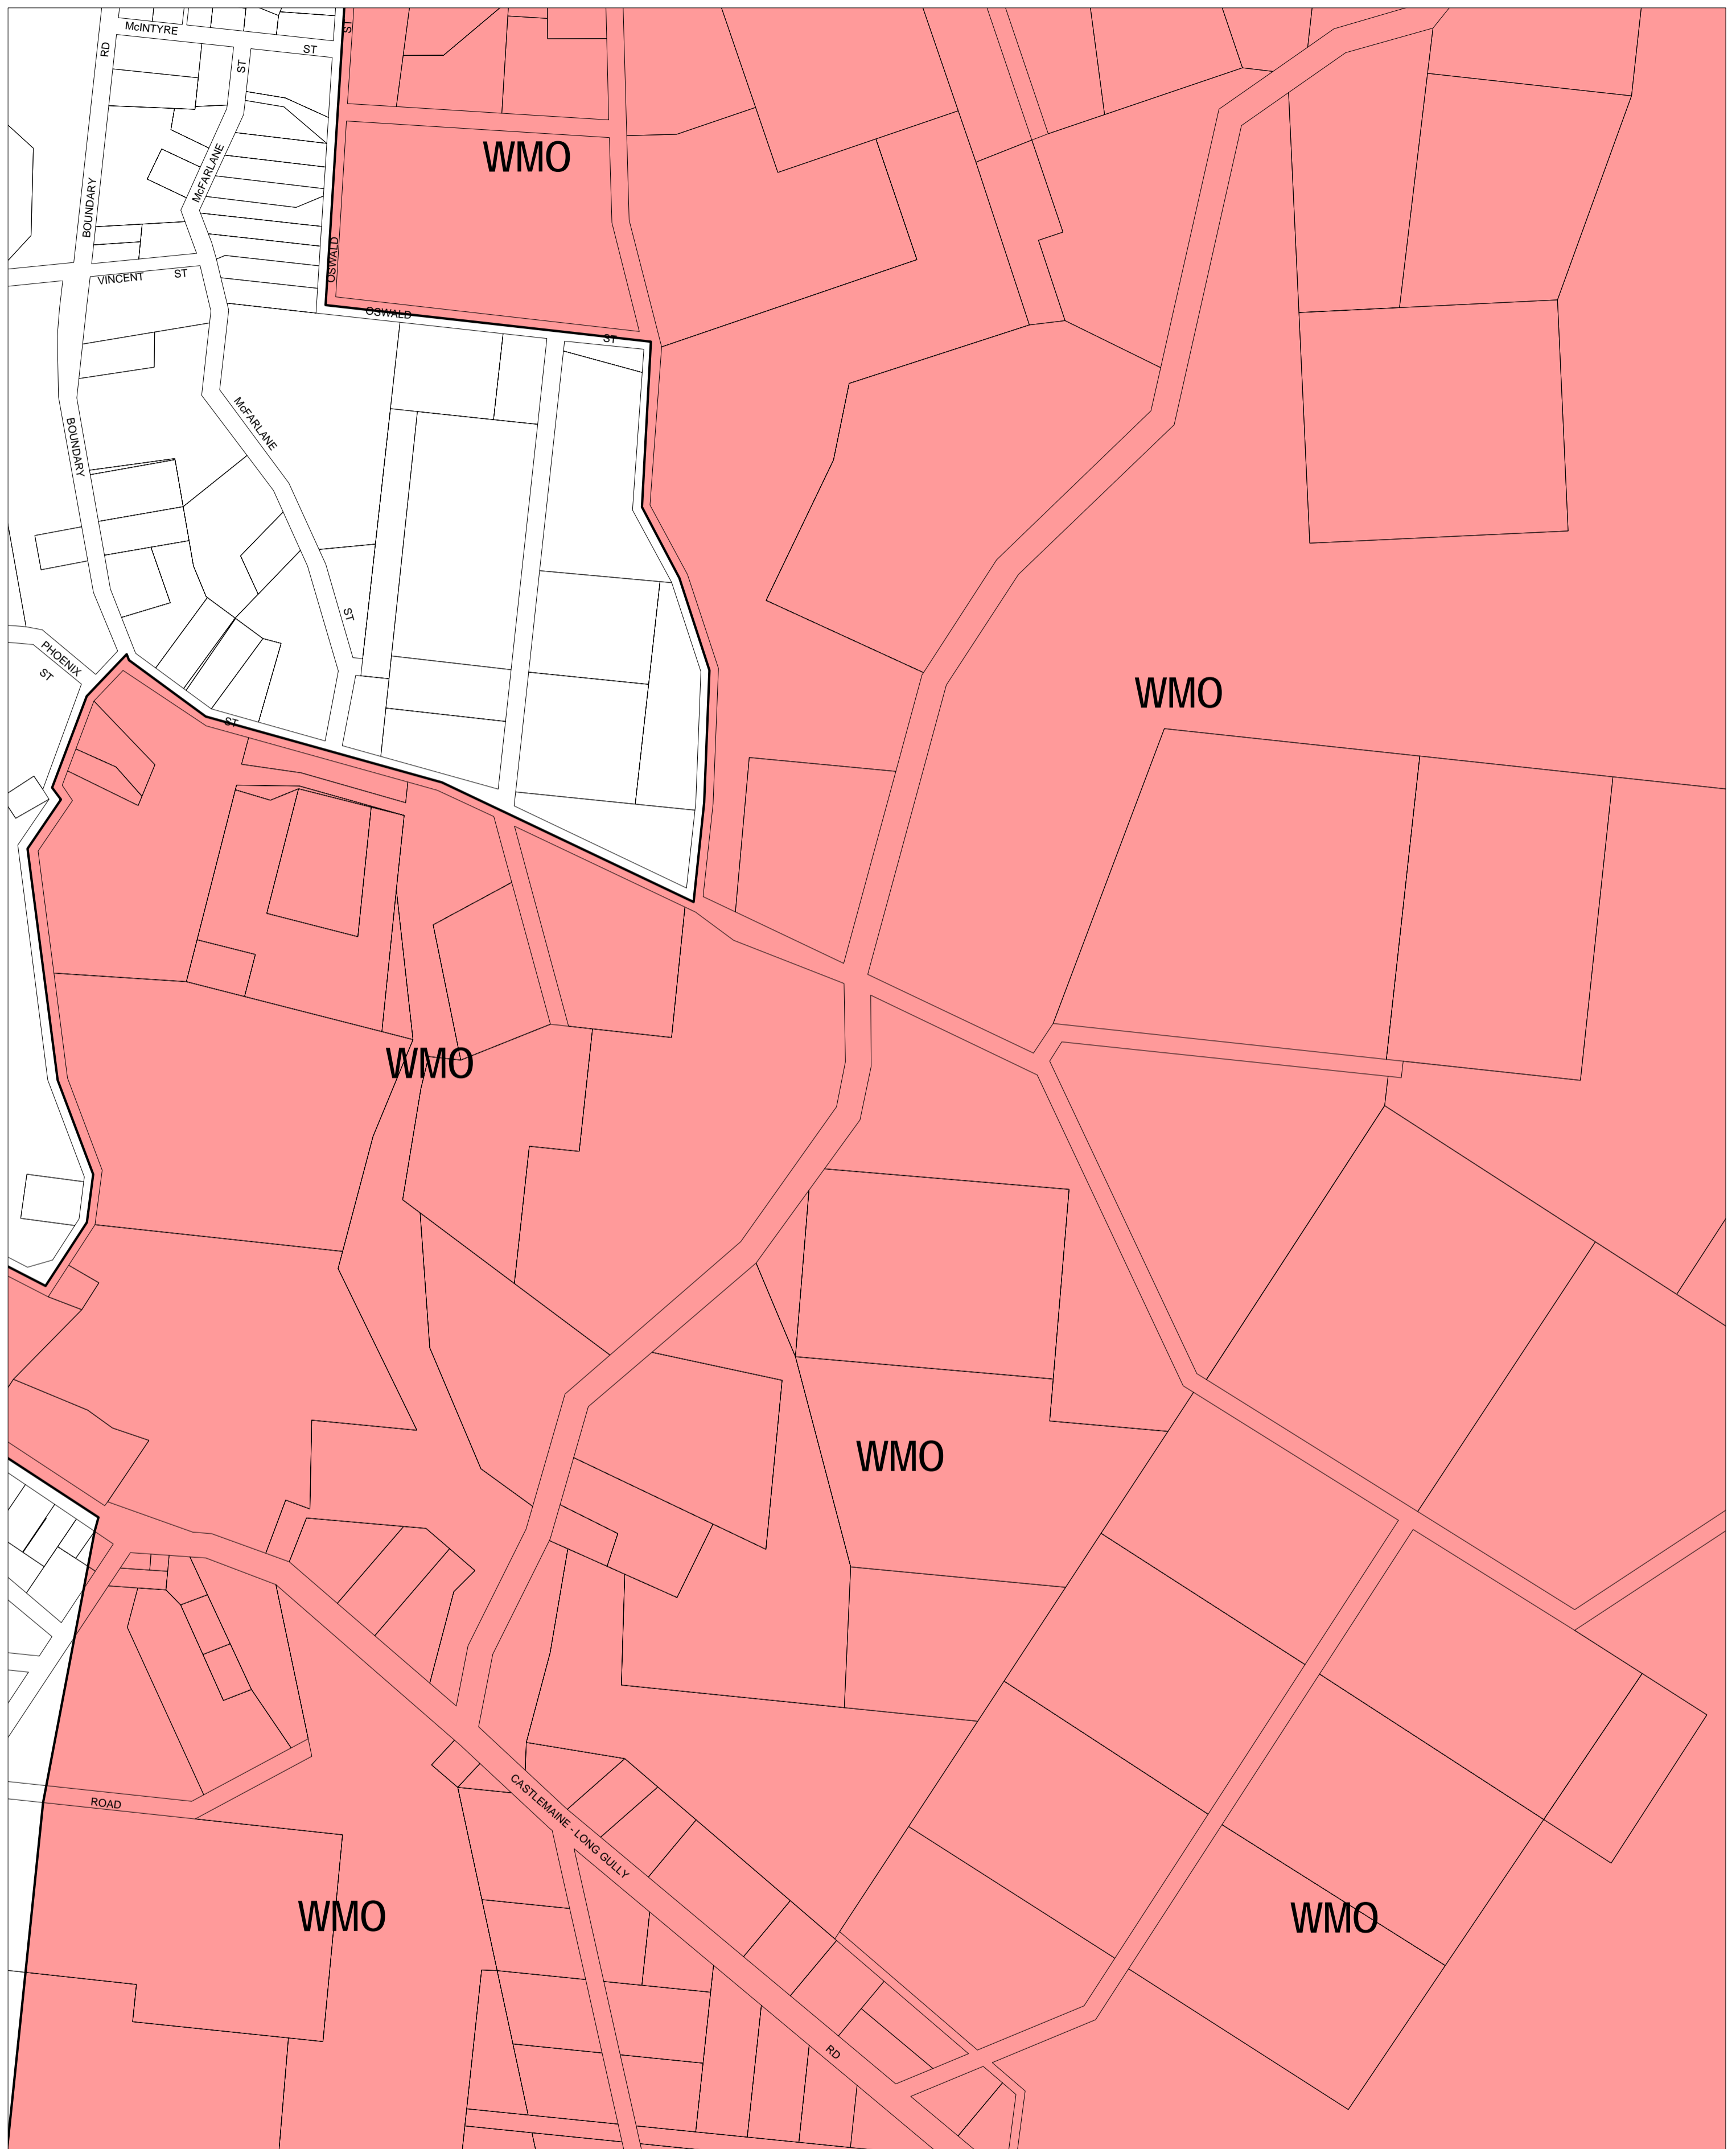 McINTYRE
ST
RD
ST
ST
McFARLANE
BOUNDARY
WMO
OSWALD
VINCENT ST
OSWALD
ST
McFARLANE
BOUNDARY
ST
PHOENIX
ST
ST
WMO
WMO
WMO
CASTLEMAINE - LONG GULLY
ROAD
WMO
WMO
RD